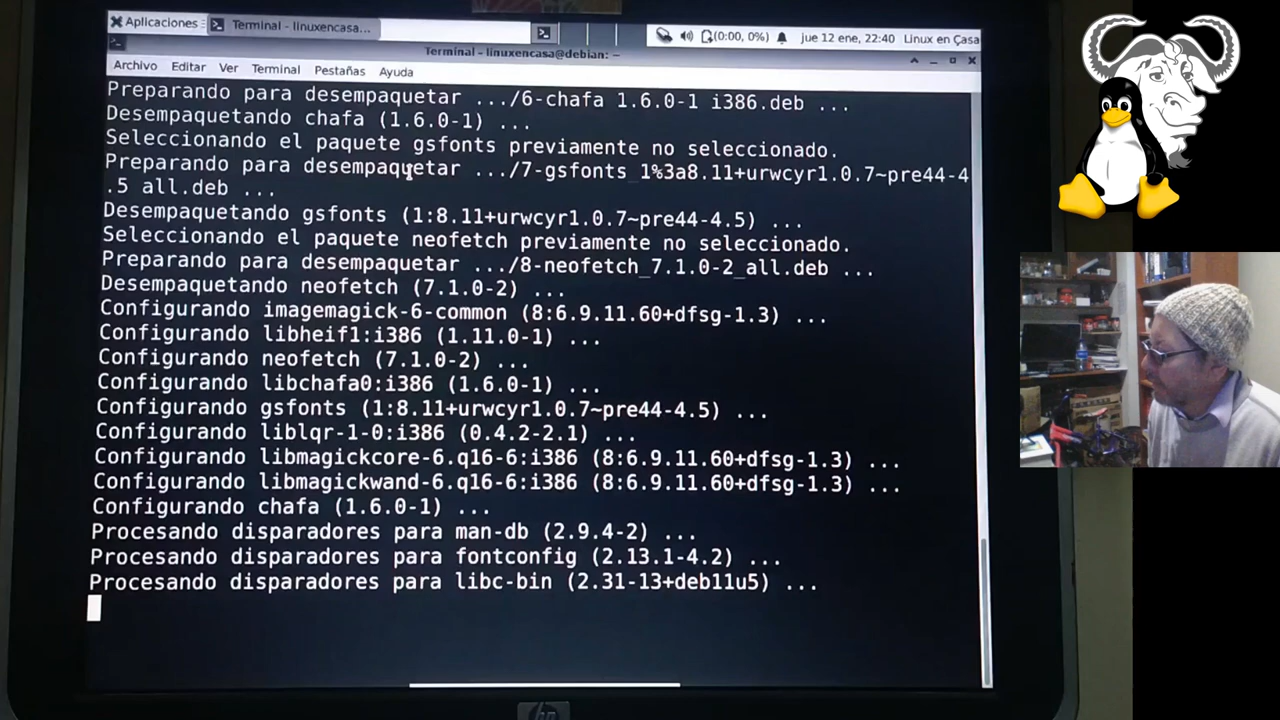 Aplicaciones
Terminal - linuxencasa...
(0:00, 0%)
jue 12 ene, 22:40
Linux en Casa
Terminal - linuxencasa@debian: ~
Archivo Editar Ver Terminal Pestañas Ayuda
Preparando para desempaquetar .../6-chafa 1.6.0-1 i386.deb ...
Desempaquetando chafa (1.6.0-1) ...
Seleccionando el paquete gsfonts previamente no seleccionado.
Preparando para desempaquetar .../7-gsfonts_1%3a8.11+urwcyr1.0.7~pre44-4
.5 all.deb ...
Desempaquetando gsfonts (1:8.11+urwcyr1.0.7~pre44-4.5) ...
Seleccionando el paquete neofetch previamente no seleccionado.
Preparando para desempaquetar .../8-neofetch_7.1.0-2_all.deb ...
Desempaquetando neofetch (7.1.0-2) ...
Configurando imagemagick-6-common (8:6.9.11.60+dfsg-1.3) ...
Configurando libheif1:i386 (1.11.0-1) ...
Configurando neofetch (7.1.0-2) ...
Configurando libchafa0:i386 (1.6.0-1) ...
Configurando gsfonts (1:8.11+urwcyr1.0.7~pre44-4.5) ...
Configurando liblqr-1-0:i386 (0.4.2-2.1) ...
Configurando libmagickcore-6.q16-6:i386 (8:6.9.11.60+dfsg-1.3) ...
Configurando libmagickwand-6.q16-6:i386 (8:6.9.11.60+dfsg-1.3) ...
Configurando chafa (1.6.0-1) ...
Procesando disparadores para man-db (2.9.4-2) ...
Procesando disparadores para fontconfig (2.13.1-4.2) ...
Procesando disparadores para libc-bin (2.31-13+deb11u5) ...
hp